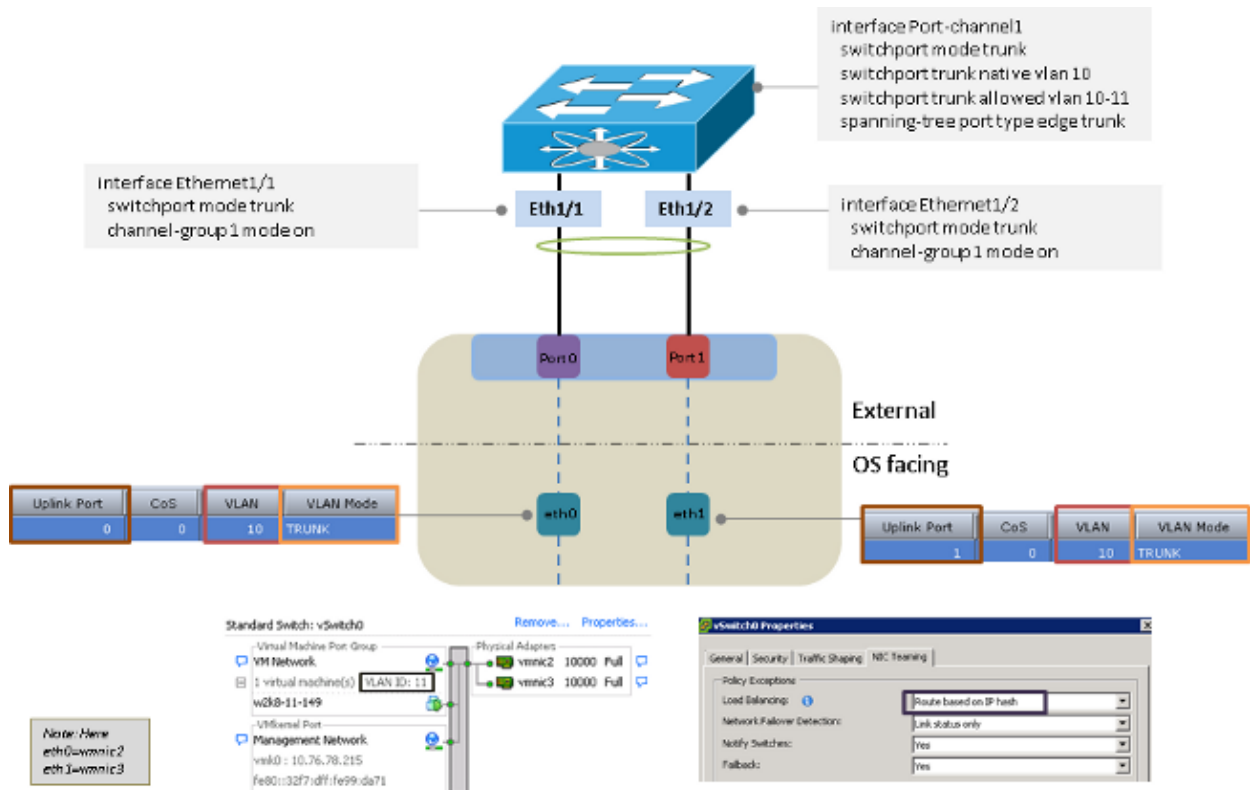 interface Port-channel1
switchport mode trunk
switchport trunk native vlan 10
switchport trunk allowed vlan 10-11
spanning-tree port type edge trunk
interface Ethernet1/1
switchport mode trunk
channel-group 1 mode on
Eth1/1
Eth1/2
interface Ethernet1/2
switchport mode trunk
channel-group 1 mode on
Port0
Port1
External
OS facing
Uplink Port CoS VLAN VLAN Mode
0 0 10 TRUNK
eth0
eth1
Uplink Port CoS VLAN VLAN Mode
1 0 10 TRUNK
Standard Switch: vSwitch0 Remove... Properties...
Virtual Machine Port Group
VM Network
1 virtual machine(s) VLAN ID: 11
w2k8-11-149
VMkernel Port
Management Network
vmk0 : 10.76.78.215
fe80::32f7:dff:fe99:da71
Physical Adapters
vmnic2 10000 Full
vmnic3 10000 Full
vSwitch0 Properties
General Security Traffic Shaping NIC Teaming
Policy Exceptions
Load Balancing: Route based on IP hash
Network Failover Detection: Link status only
Notify Switches: Yes
Failback: Yes
Note: Here
eth0=vmnic2
eth1=vmnic3